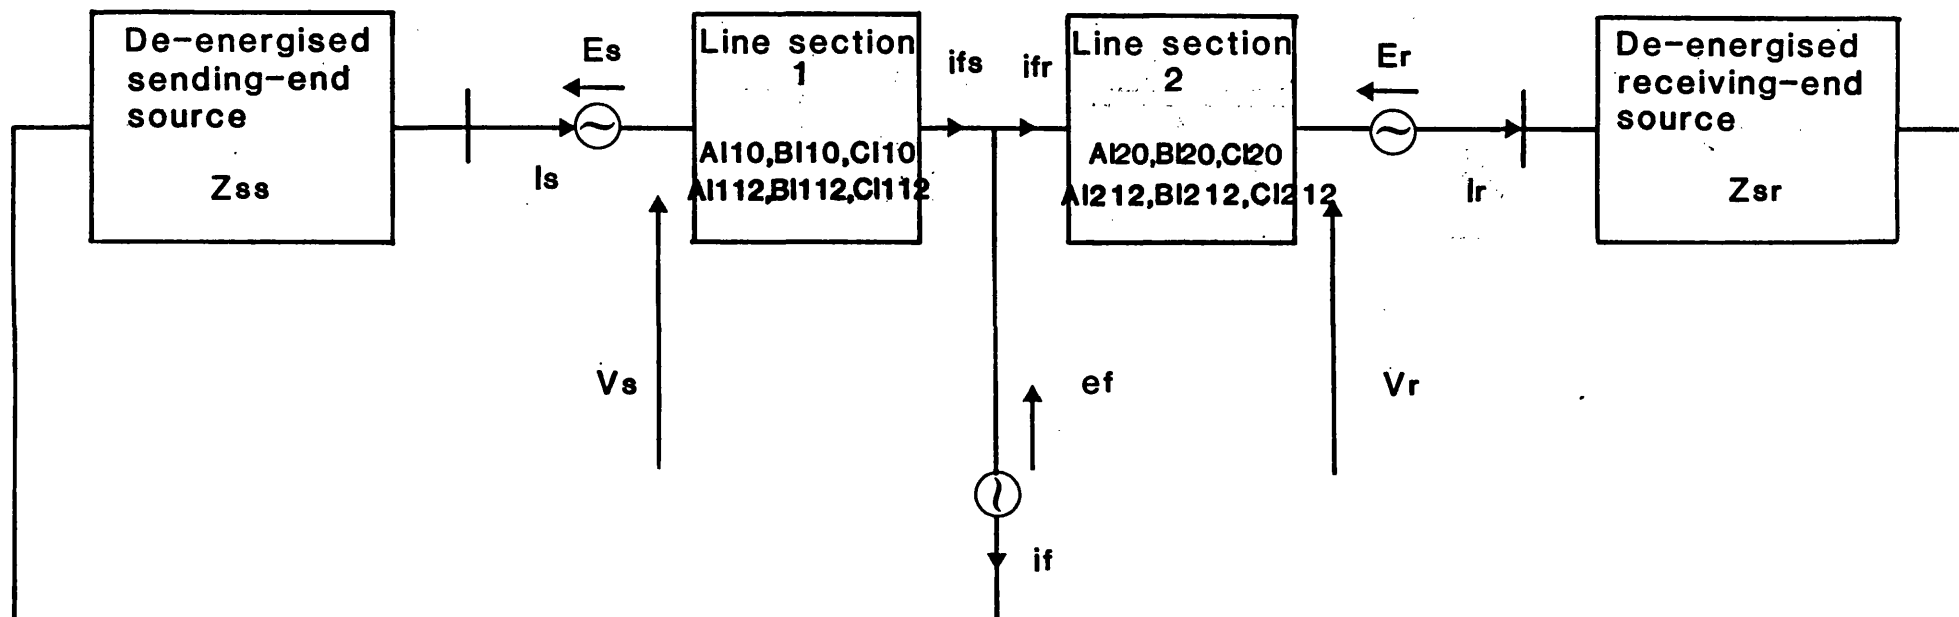 De-energised
sending-end
source
Zss
Is
Es
Vs
Line section
1
Al10,Bl10,Cl10
Al112,Bl112,Cl112
ifs
ifr
ef
if
Line section
2
Al20,Bl20,Cl20
Al212,Bl212,Cl212
Er
Vr
Ir
De-energised
receiving-end
source
Zsr